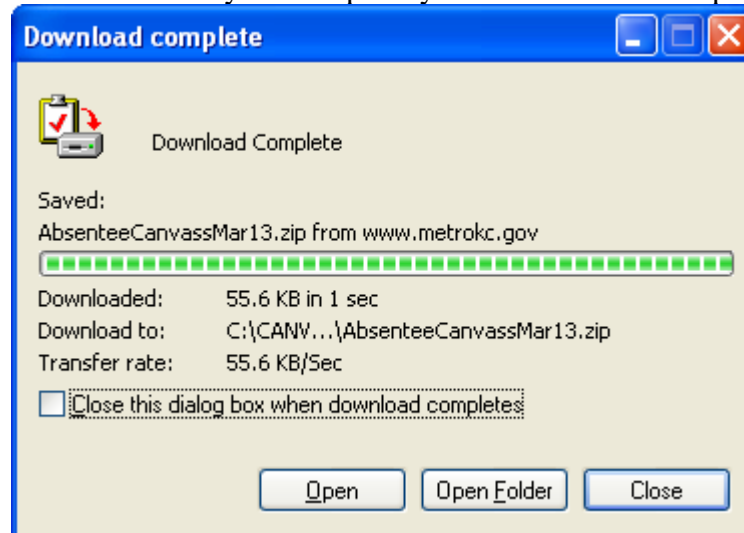 Download complete
Download Complete
Saved:
AbsenteeCanvassMar13.zip from www.metrokc.gov
Downloaded: 55.6 KB in 1 sec
Download to: C:\CANV...\AbsenteeCanvassMar13.zip
Transfer rate: 55.6 KB/Sec
Close this dialog box when download completes
Open Open Folder Close